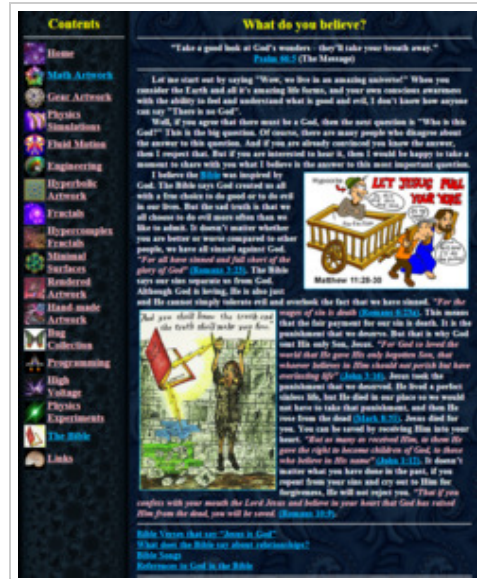 Contents
Home
Math Artwork
Gear Artwork
Physics
Simulations
Fluid Motion
Engineering
Hyperbolic
Artwork
Fractals
Hypercomplex
Fractals
Minimal
Surfaces
Rendered
Artwork
Hand-made
Artwork
Bug
Collection
Programming
High
Voltage
Physics
Experiments
The Bible
Links
What do you believe?
"Take a good look at God's wonders - they'll take your breath away."
Psalm 66:5 (The Message)
Let me start out by saying "Wow, we live in an amazing universe!" When you
consider the Earth and all it's amazing life forms, and your own conscious awareness
with the ability to feel and understand what is good and evil, I don't know how anyone
can say "There is no God".
Well, if you agree that there must be a God, then the next question is "Who is this
God?" This is the big question. Of course, there are many people who disagree about
the answer to this question. And if you are already convinced you know the answer,
then I respect that. But if you are interested to hear it, then I would be happy to take a
moment to share with you what I believe is the answer to this most important question.
I believe the Bible was inspired by
God. The Bible says God created us all
with a free choice to do good or to do evil
in our lives. But the sad truth is that we
all choose to do evil more often than we
like to admit. It doesn't matter whether
you are better or worse compared to other
people, we have all sinned against God.
"For all have sinned and fall short of the
glory of God" (Romans 3:23). The Bible
says our sins separate us from God.
Although God is loving, He is also just
and He cannot simply tolerate evil and overlook the fact that we have sinned. "For the
wages of sin is death (Romans 6:23a). This means
that the fair payment for our sin is death. It is the
punishment that we deserve. But that is why God
sent His only Son, Jesus. "For God so loved the
world that He gave His only begotten Son, that
whoever believes in Him should not perish but have
everlasting life" (John 3:16). Jesus took the
punishment that we deserved. He lived a perfect
sinless life, but He died in our place so we would
not have to take that punishment, and then He
rose from the dead (Mark 8:31). Jesus died for
you. You can be saved by receiving Him into your
heart. "But as many as received Him, to them He
gave the right to become children of God, to those
who believe in His name" (John 1:12). It doesn't
matter what you have done in the past, if you
repent from your sins and cry out to Him for
forgiveness, He will not reject you. "That if you
confess with your mouth the Lord Jesus and believe in your heart that God has raised
Him from the dead, you will be saved. (Romans 10:9).
LET JESUS PULL
Matthew 11:28-30
And you shall know the truth and
the truth shall make you free.
Bible Verses that say "Jesus is God"
What does the Bible say about relationships?
Bible Songs
References to God in the Bible